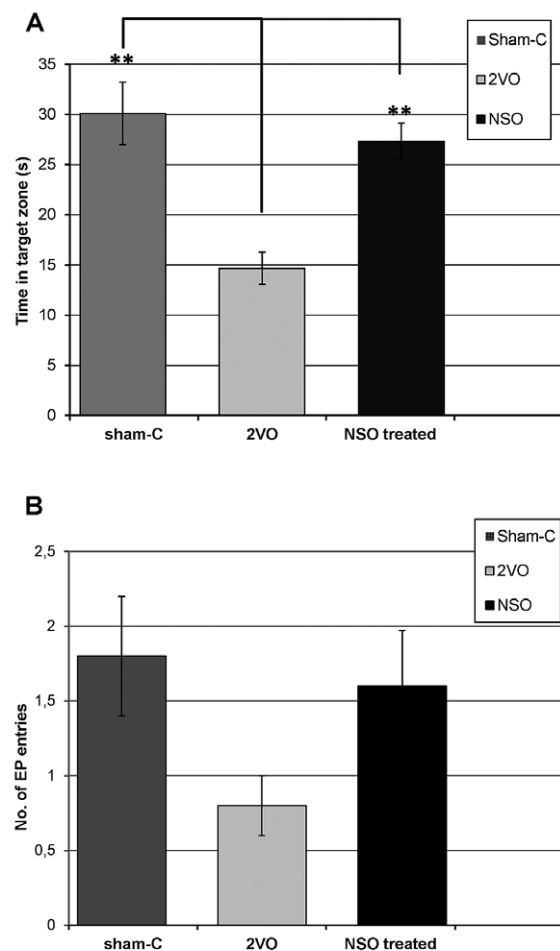 A
Sham-C
2VO
NSO
** **
Time in target zone (s)
35
30
25
20
15
10
5
0
sham-C 2VO NSO treated
B
Sham-C
2VO
NSO
No. of EP entries
2,5
2
1,5
1
0,5
0
sham-C 2VO NSO treated